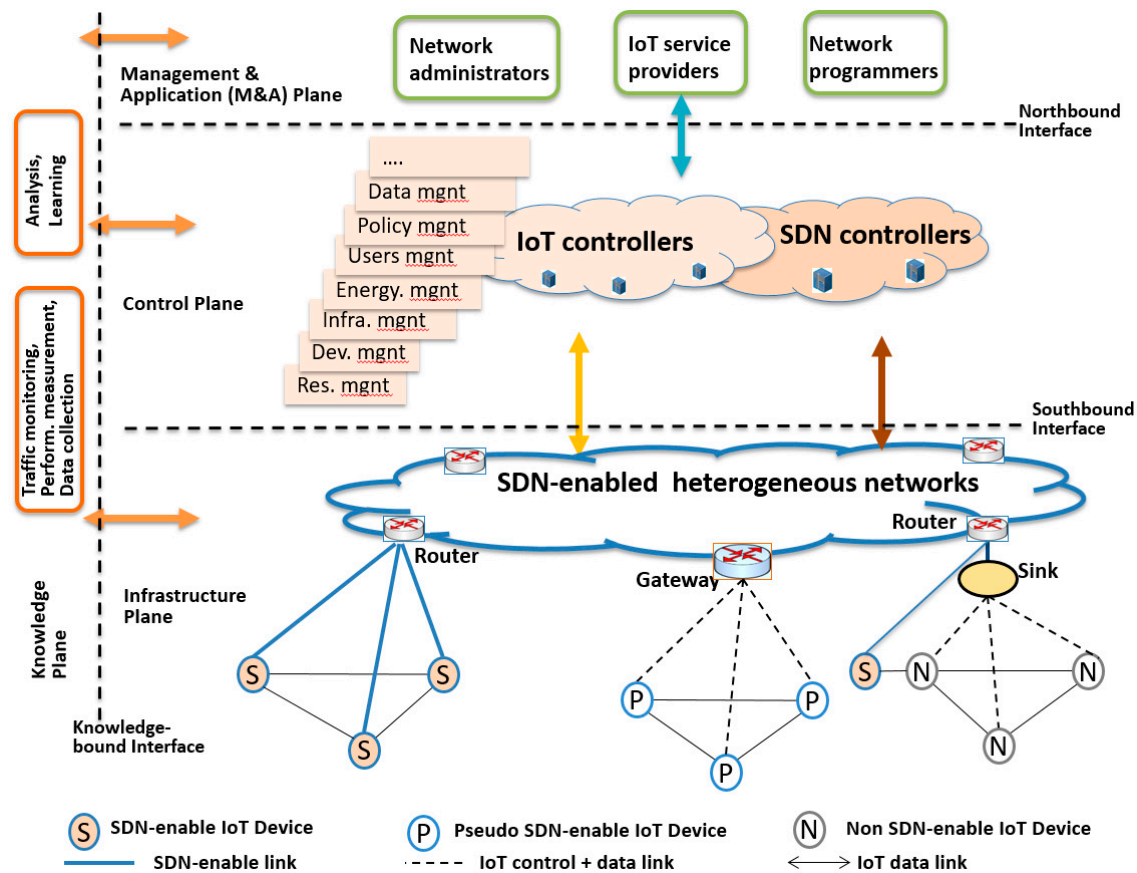 Network
administrators
IoT service
providers
Network
programmers
Management &
Application (M&A) Plane
Northbound
Interface
Analysis,
Learning
....
Data mgnt
Policy mgnt
Users mgnt
Energy. mgnt
Infra. mgnt
Dev. mgnt
Res. mgnt
IoT controllers
SDN controllers
Control Plane
Traffic monitoring,
Perform. measurement,
Data collection
Southbound
Interface
SDN-enabled heterogeneous networks
Router
Router
Gateway
Sink
Infrastructure
Plane
Knowledge
Plane
S
S
S
P
P
P
S
N
N
N
Knowledge-
bound Interface
S
SDN-enable IoT Device
P
Pseudo SDN-enable IoT Device
N
Non SDN-enable IoT Device
SDN-enable link
IoT control + data link
IoT data link